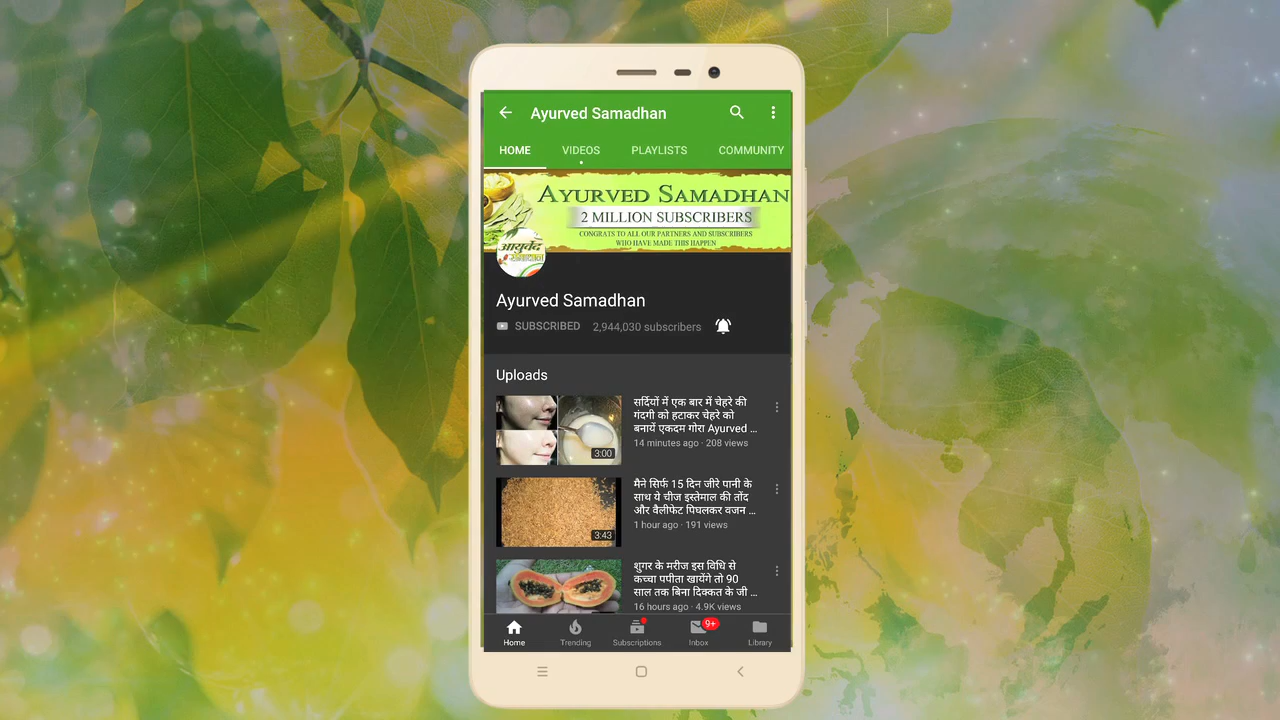 Ayurved Samadhan
HOME VIDEOS PLAYLISTS COMMUNITY
AYURVED SAMADHAN
2 MILLION SUBSCRIBERS
CONGRATS TO ALL OUR PARTNERS AND SUBSCRIBERS
WHO HAVE MADE THIS HAPPEN
आयुर्वेद
समाधान
Ayurved Samadhan
SUBSCRIBED 2,944,030 subscribers
Uploads
सर्दियों में एक बार में चेहरे की
गंदगी को हटाकर चेहरे को
बनायें एकदम गोरा Ayurved ...
14 minutes ago · 208 views
3:00
मैने सिर्फ 15 दिन जीरे पानी के
साथ ये चीज इस्तेमाल की तोंद
और वैलीफेट पिघलकर वजन ...
1 hour ago · 191 views
3:43
शुगर के मरीज इस विधि से
कच्चा पपीता खायेंगे तो 90
साल तक बिना दिक्कत के जी ...
16 hours ago · 4.9K views
9+
Home Trending Subscriptions Inbox Library